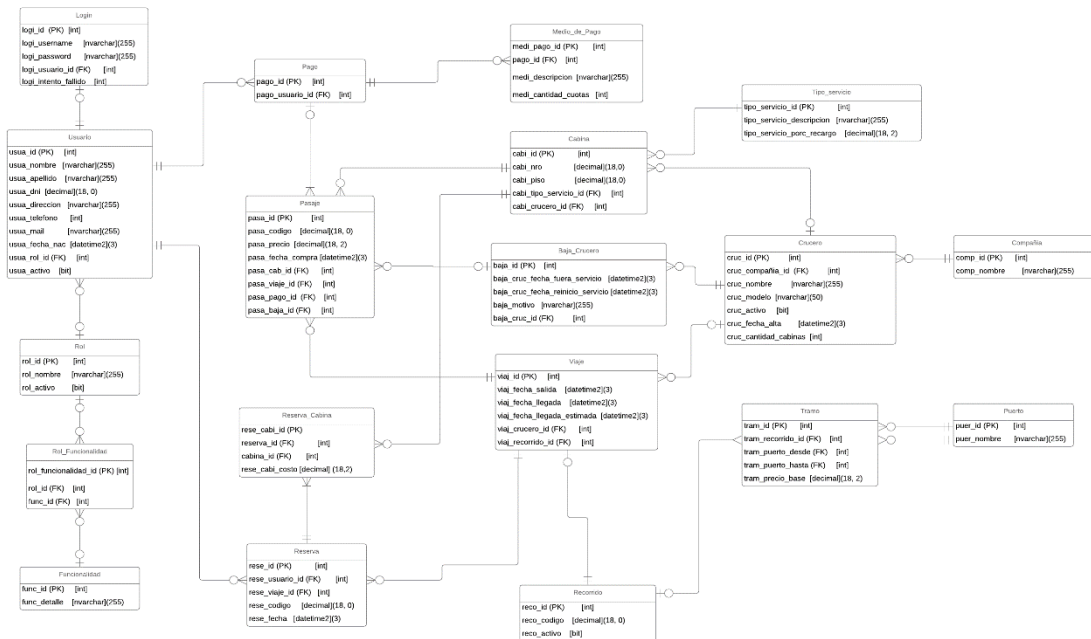 Login
logi_id (PK) [int]
logi_username [nvarchar](255)
logi_password [nvarchar](255)
logi_usuario_id (FK) [int]
logi_intento_fallido [int]
Usuario
usua_id (PK) [int]
usua_nombre [nvarchar](255)
usua_apellido [nvarchar](255)
usua_dni [decimal](18, 0)
usua_direccion [nvarchar](255)
usua_telefono [int]
usua_mail [nvarchar](255)
usua_fecha_nac [datetime2](3)
usua_rol_id (FK) [int]
usua_activo [bit]
Rol
rol_id (PK) [int]
rol_nombre [nvarchar](255)
rol_activo [bit]
Rol_Funcionalidad
rol_funcionalidad_id (PK) [int]
rol_id (FK) [int]
func_id (FK) [int]
Funcionalidad
func_id (PK) [int]
func_detalle [nvarchar](255)
Pago
pago_id (PK) [int]
pago_usuario_id (FK) [int]
Pasaje
pasa_id (PK) [int]
pasa_codigo [decimal](18, 0)
pasa_precio [decimal](18, 2)
pasa_fecha_compra [datetime2](3)
pasa_cab_id (FK) [int]
pasa_viaje_id (FK) [int]
pasa_pago_id (FK) [int]
pasa_baja_id (FK) [int]
Reserva_Cabina
rese_cabi_id (PK)
reserva_id (FK) [int]
cabina_id (FK) [int]
rese_cabi_costo [decimal] (18,2)
Reserva
rese_id (PK) [int]
rese_usuario_id (FK) [int]
rese_viaje_id (FK) [int]
rese_codigo [decimal](18, 0)
rese_fecha [datetime2](3)
Medio_de_Pago
medi_pago_id (PK) [int]
pago_id (FK) [int]
medi_descripcion [nvarchar](255)
medi_cantidad_cuotas [int]
Cabina
cabi_id (PK) [int]
cabi_nro [decimal](18,0)
cabi_piso [decimal](18,0)
cabi_tipo_servicio_id (FK) [int]
cabi_crucero_id (FK) [int]
Baja_Crucero
baja_id (PK) [int]
baja_cruc_fecha_fuera_servicio [datetime2](3)
baja_cruc_fecha_reinicio_servicio [datetime2](3)
baja_motivo [nvarchar](255)
baja_cruc_id (FK) [int]
Viaje
viaj_id (PK) [int]
viaj_fecha_salida [datetime2](3)
viaj_fecha_llegada [datetime2](3)
viaj_fecha_llegada_estimada [datetime2](3)
viaj_crucero_id (FK) [int]
viaj_recorrido_id (FK) [int]
Recorrido
reco_id (PK) [int]
reco_codigo [decimal](18, 0)
reco_activo [bit]
Tipo_servicio
tipo_servicio_id (PK) [int]
tipo_servicio_descripcion [nvarchar](255)
tipo_servicio_porc_recargo [decimal](18, 2)
Crucero
cruc_id (PK) [int]
cruc_compañia_id (FK) [int]
cruc_nombre [nvarchar](255)
cruc_modelo [nvarchar](50)
cruc_activo [bit]
cruc_fecha_alta [datetime2](3)
cruc_cantidad_cabinas [int]
Compañia
comp_id (PK) [int]
comp_nombre [nvarchar](255)
Tramo
tram_id (PK) [int]
tram_recorrido_id (FK) [int]
tram_puerto_desde (FK) [int]
tram_puerto_hasta (FK) [int]
tram_precio_base [decimal](18, 2)
Puerto
puer_id (PK) [int]
puer_nombre [nvarchar](255)